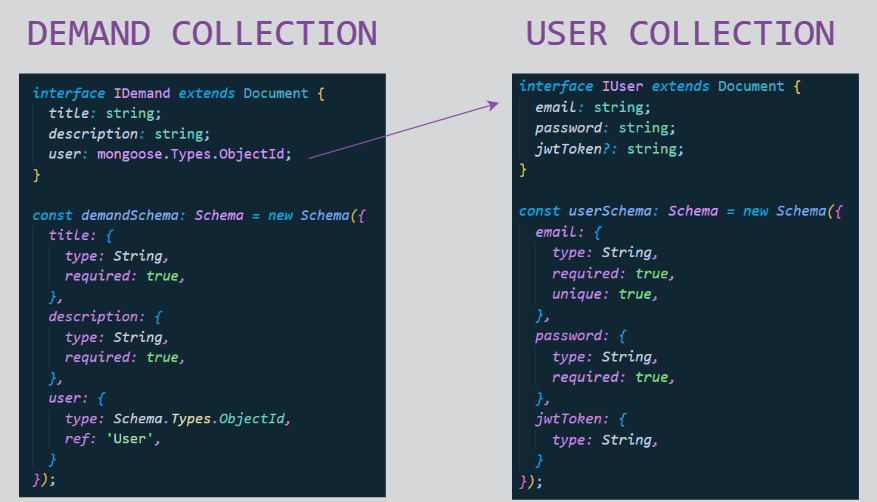 DEMAND COLLECTION
interface IDemand extends Document {
title: string;
description: string;
user: mongoose.Types.ObjectId;
}
const demandSchema: Schema = new Schema({
title: {
type: String,
required: true,
},
description: {
type: String,
required: true,
},
user: {
type: Schema.Types.ObjectId,
ref: 'User',
}
});
USER COLLECTION
interface IUser extends Document {
email: string;
password: string;
jwtToken?: string;
}
const userSchema: Schema = new Schema({
email: {
type: String,
required: true,
unique: true,
},
password: {
type: String,
required: true,
},
jwtToken: {
type: String,
}
});